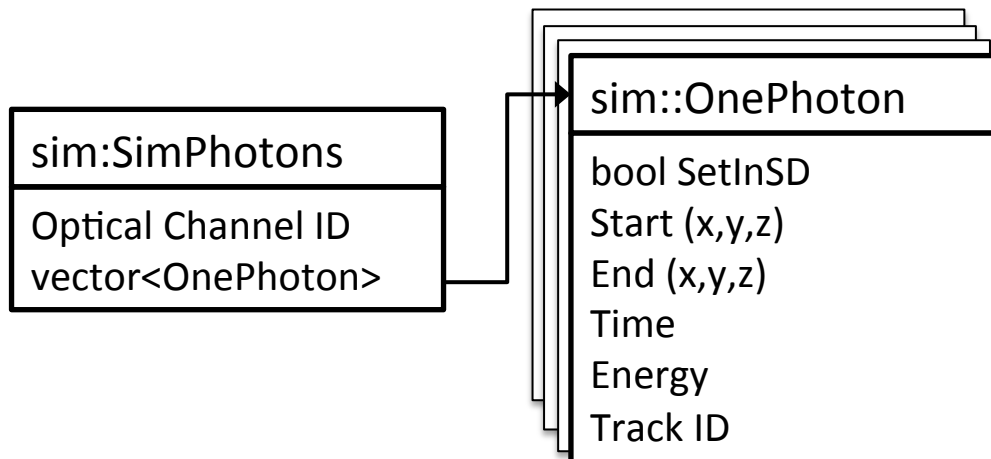 sim:SimPhotons
Optical Channel ID
vector<OnePhoton>
sim::OnePhoton
bool SetInSD
Start (x,y,z)
End (x,y,z)
Time
Energy
Track ID